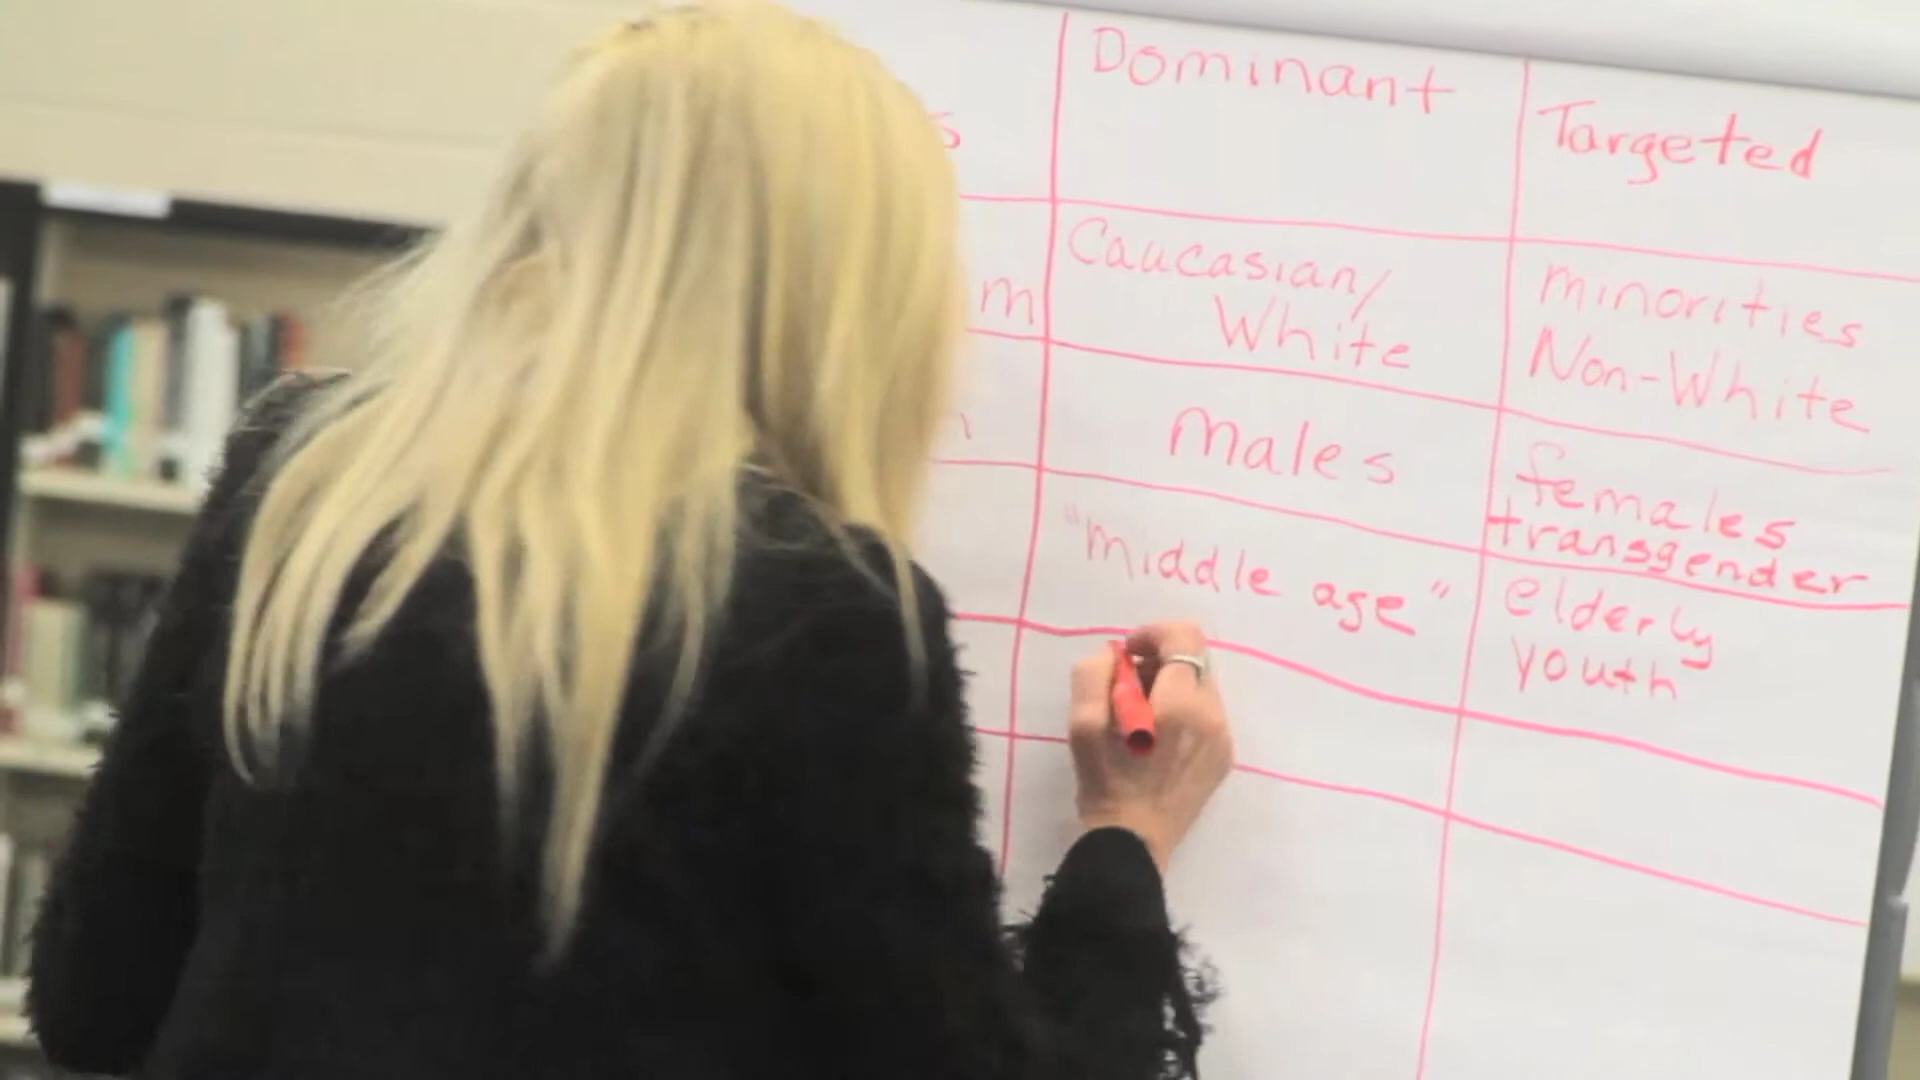 Dominant
Targeted
s
m
Caucasian/
White
minorities
Non-White
males
females
transgender
"middle age"
elderly
youth